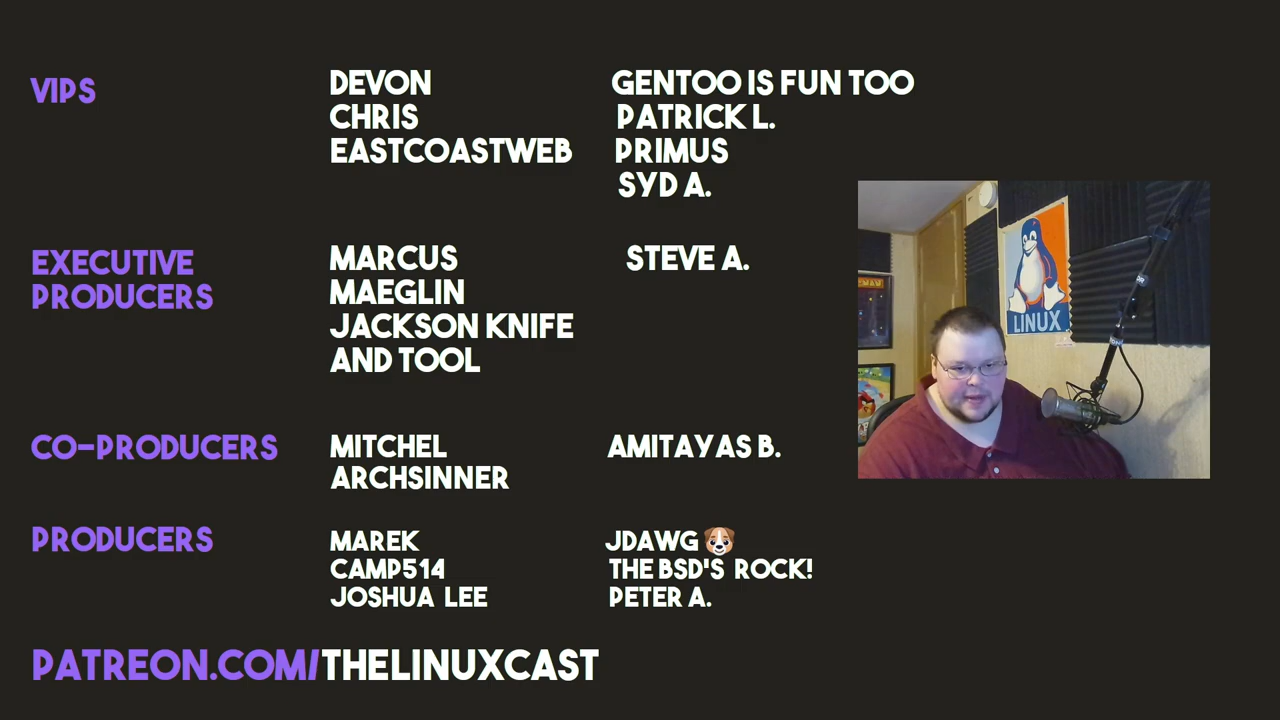 VIPS
DEVON
CHRIS
EASTCOASTWEB
GENTOO IS FUN TOO
PATRICK L.
PRIMUS
SYD A.
EXECUTIVE
PRODUCERS
MARCUS
MAEGLIN
JACKSON KNIFE
AND TOOL
STEVE A.
LINUX
CO-PRODUCERS
MITCHEL
ARCHSINNER
AMITAYAS B.
PRODUCERS
MAREK
CAMP514
JOSHUA LEE
JDAWG🐶
THE BSD'S ROCK!
PETER A.
PATREON.COM/THELINUXCAST